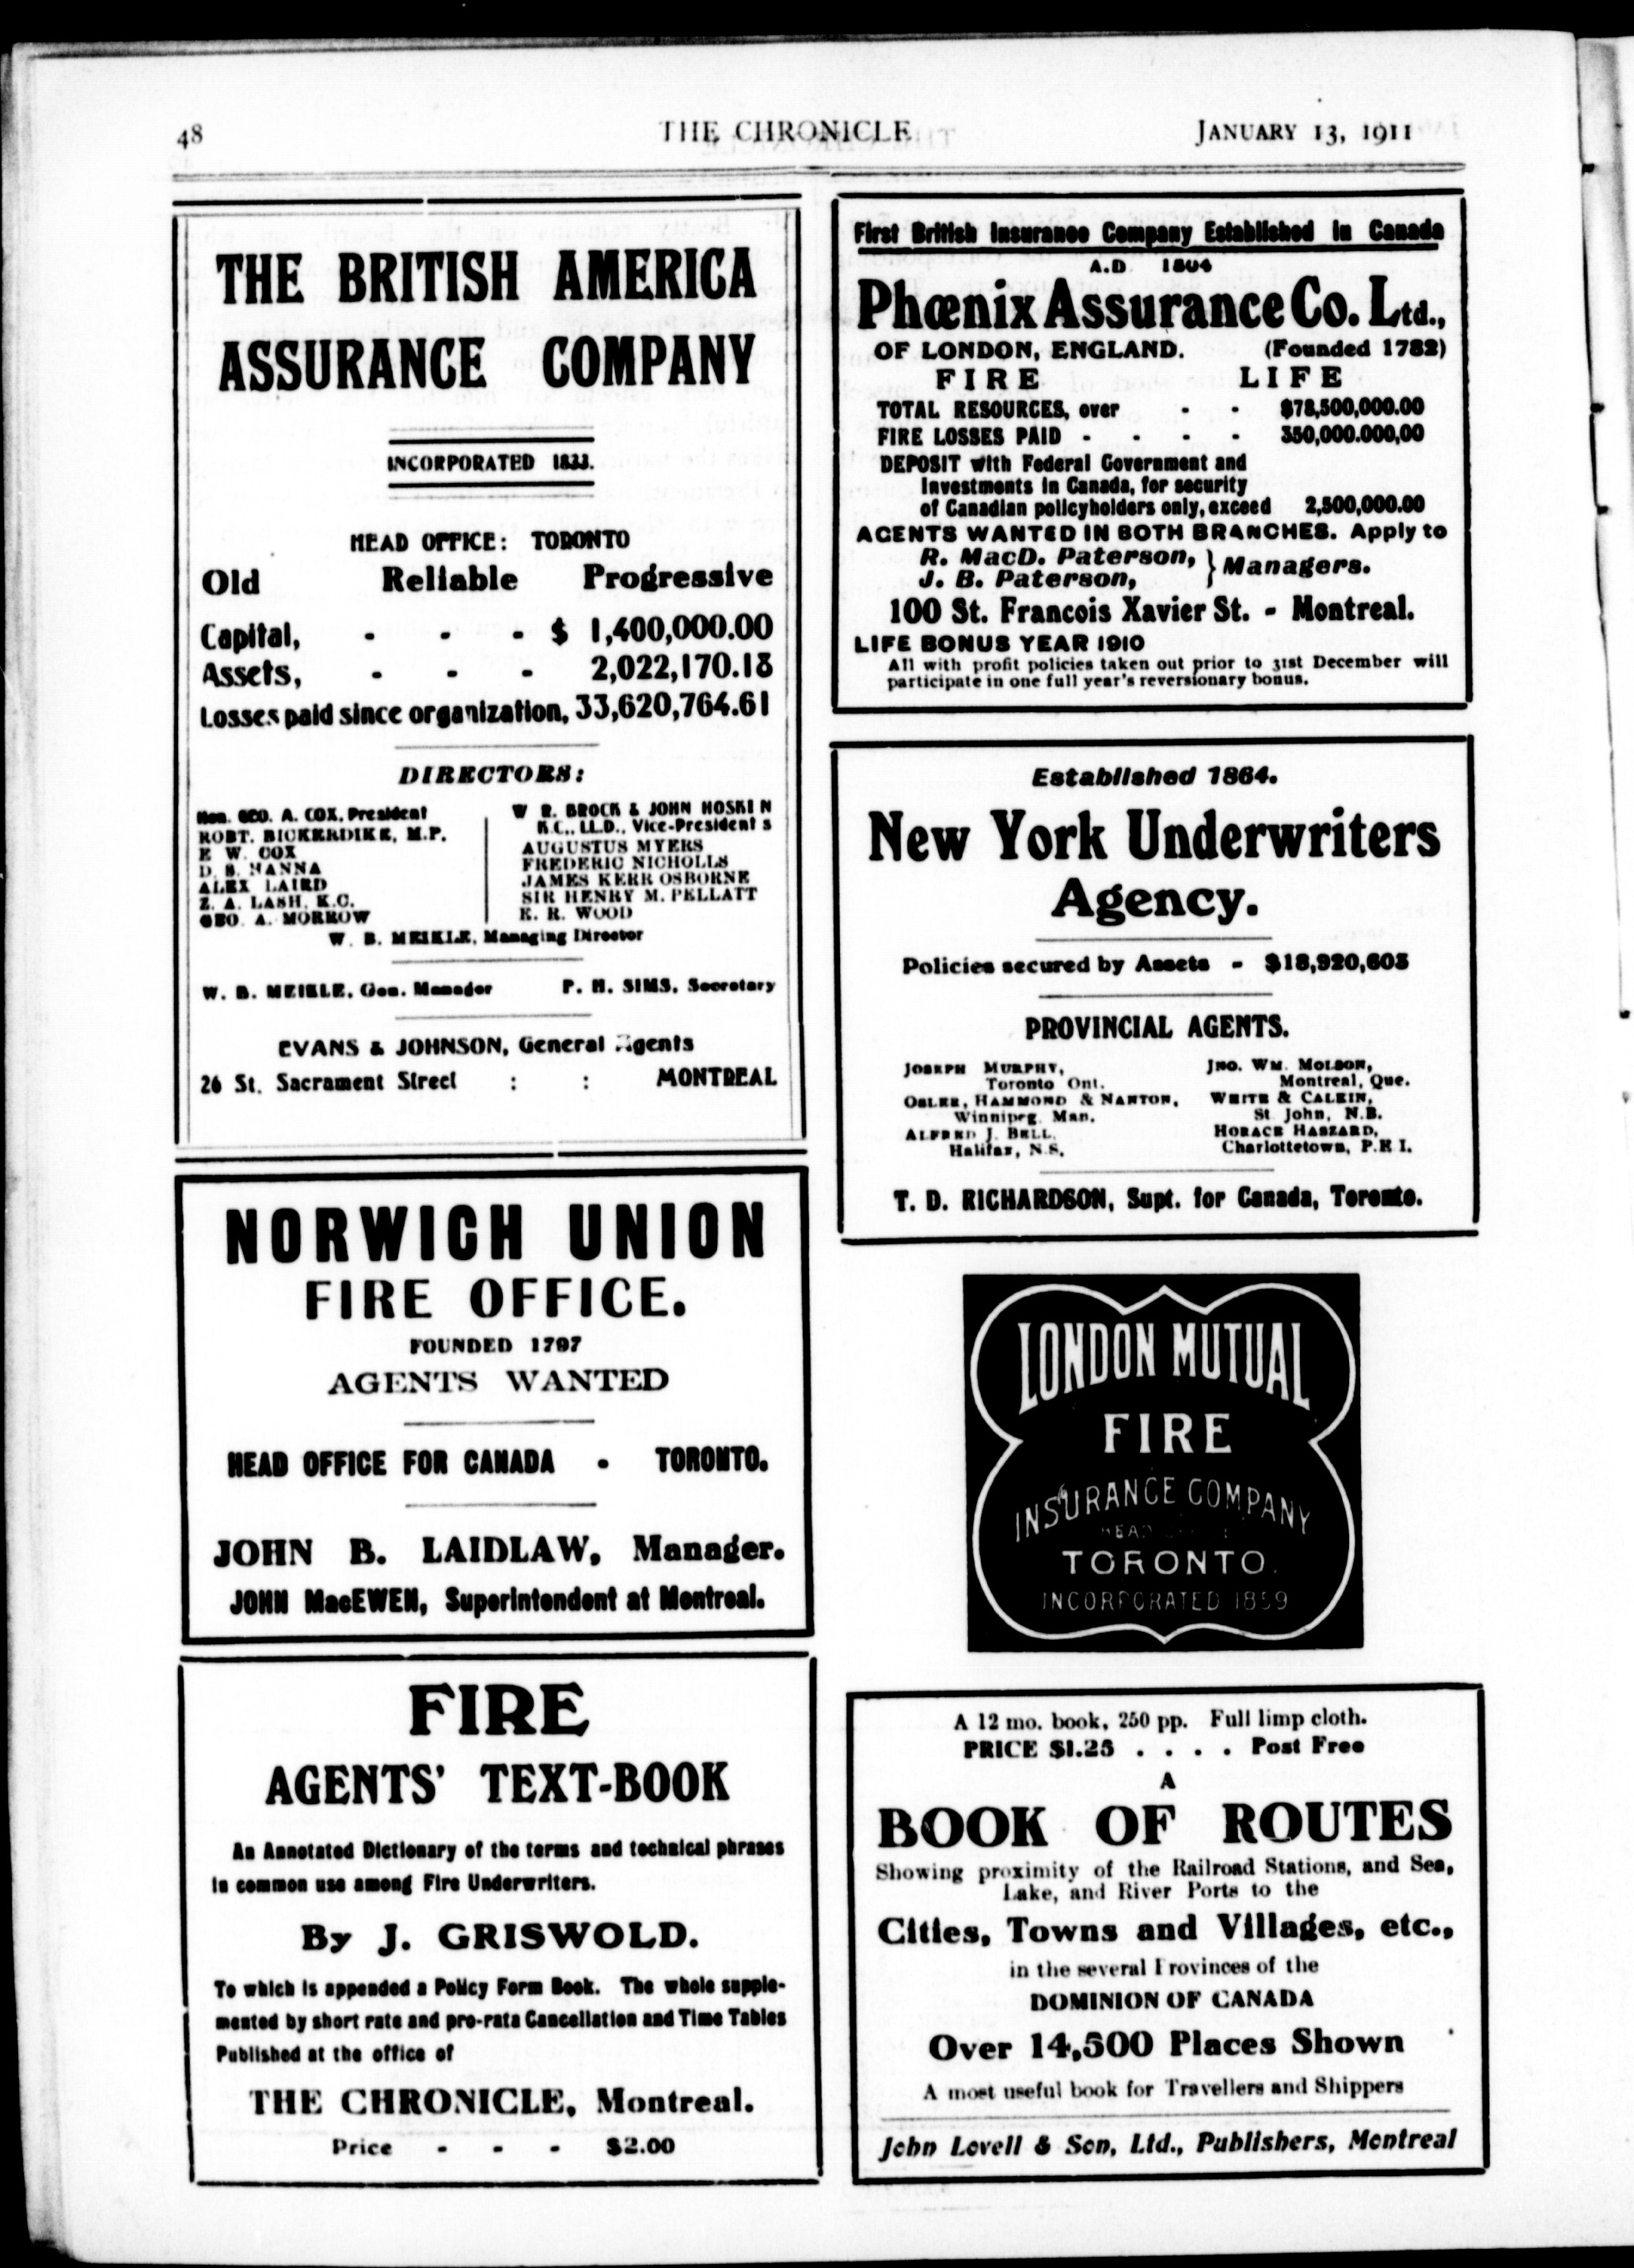 48
THE CHRONICLE
JANUARY 13, 1911
THE BRITISH AMERICA
ASSURANCE COMPANY
INCORPORATED 1833.
HEAD OFFICE: TORONTO
Old Reliable Progressive
Capital, - - - $ 1,400,000.00
Assets, - - - 2,022,170.18
Losses paid since organization, 33,620,764.61
DIRECTORS:
Hon. GEO. A. COX, President
ROBT. BICKERDIKE, M.P.
E. W. COX
D. B. HANNA
ALEX LAIRD
Z. A. LASH, K.C.
GEO. A. MORROW
W R. BROCK & JOHN HOSKIN
K.C., LL.D., Vice-Presidents
AUGUSTUS MYERS
FREDERIC NICHOLLS
JAMES KERR OSBORNE
SIR HENRY M. PELLATT
E. R. WOOD
W. B. MEIKLE, Managing Director
W. B. MEIKLE, Gen. Manager P. H. SIMS, Secretary
EVANS & JOHNSON, General Agents
26 St. Sacrament Street : : MONTREAL
NORWICH UNION
FIRE OFFICE.
FOUNDED 1797
AGENTS WANTED
HEAD OFFICE FOR CANADA - TORONTO.
JOHN B. LAIDLAW, Manager.
JOHN MacEWEN, Superintendent at Montreal.
FIRE
AGENTS' TEXT-BOOK
An Annotated Dictionary of the terms and technical phrases
in common use among Fire Underwriters.
By J. GRISWOLD.
To which is appended a Policy Form Book. The whole supple-
mented by short rate and pro-rata Cancellation and Time Tables
Published at the office of
THE CHRONICLE, Montreal.
Price - - - $2.00
First British Insurance Company Established in Canada
A.D. 1804
Phœnix Assurance Co. Ltd.,
OF LONDON, ENGLAND. (Founded 1782)
FIRE LIFE
TOTAL RESOURCES, over - - $78,500,000.00
FIRE LOSSES PAID - - - - 350,000.000,00
DEPOSIT with Federal Government and
Investments in Canada, for security
of Canadian policyholders only, exceed 2,500,000.00
AGENTS WANTED IN BOTH BRANCHES. Apply to
R. MacD. Paterson, } Managers.
J. B. Paterson,
100 St. Francois Xavier St. - Montreal.
LIFE BONUS YEAR 1910
All with profit policies taken out prior to 31st December will
participate in one full year's reversionary bonus.
Established 1864.
New York Underwriters
Agency.
Policies secured by Assets - $18,920,603
PROVINCIAL AGENTS.
JOSEPH MURPHY,
Toronto Ont.
OSLER, HAMMOND & NANTON,
Winnipeg Man.
ALFRED J. BELL,
Halifax, N.S.
JNO. WM. MOLSON,
Montreal, Que.
WHITE & CALKIN,
St John, N.B.
HORACE HASZARD,
Charlottetown, P.E I.
T. D. RICHARDSON, Supt. for Canada, Toronto.
LONDON MUTUAL
FIRE
INSURANCE COMPANY
HEAD
TORONTO.
INCORPORATED 1859
A 12 mo. book, 250 pp. Full limp cloth.
PRICE $1.25 . . . . Post Free
A
BOOK OF ROUTES
Showing proximity of the Railroad Stations, and Sea,
Lake, and River Ports to the
Cities, Towns and Villages, etc.,
in the several Provinces of the
DOMINION OF CANADA
Over 14,500 Places Shown
A most useful book for Travellers and Shippers
John Lovell & Son, Ltd., Publishers, Montreal